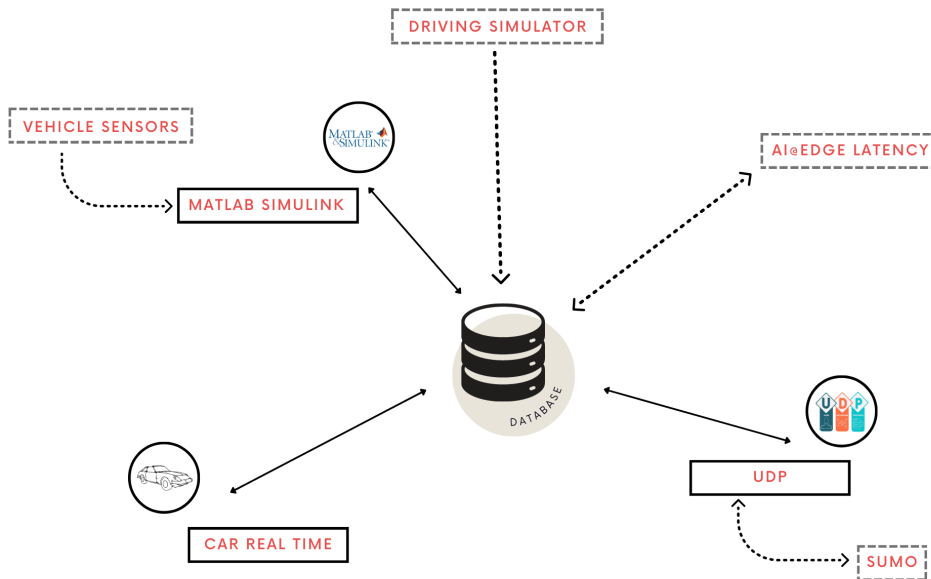 DRIVING SIMULATOR
VEHICLE SENSORS
MATLAB
&SIMULINK
AI@EDGE LATENCY
MATLAB SIMULINK
DATABASE
UDP
UDP
CAR REAL TIME
SUMO